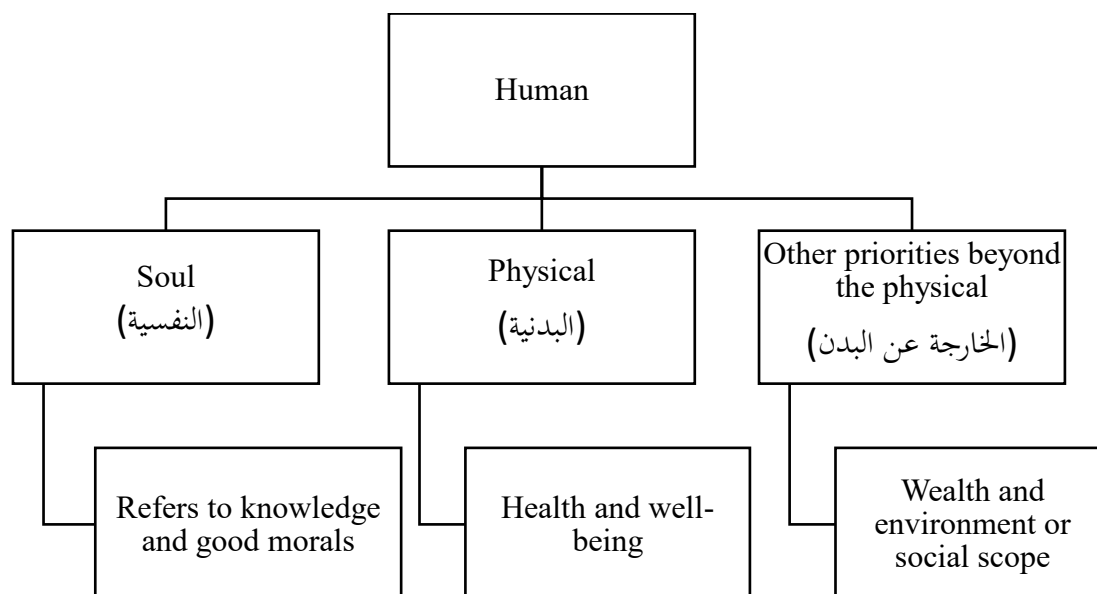 Human
Soul
(النفسية)
Physical
(البدنية)
Other priorities beyond
the physical
(الخارجة عن البدن)
Refers to knowledge
and good morals
Health and well-
being
Wealth and
environment or
social scope